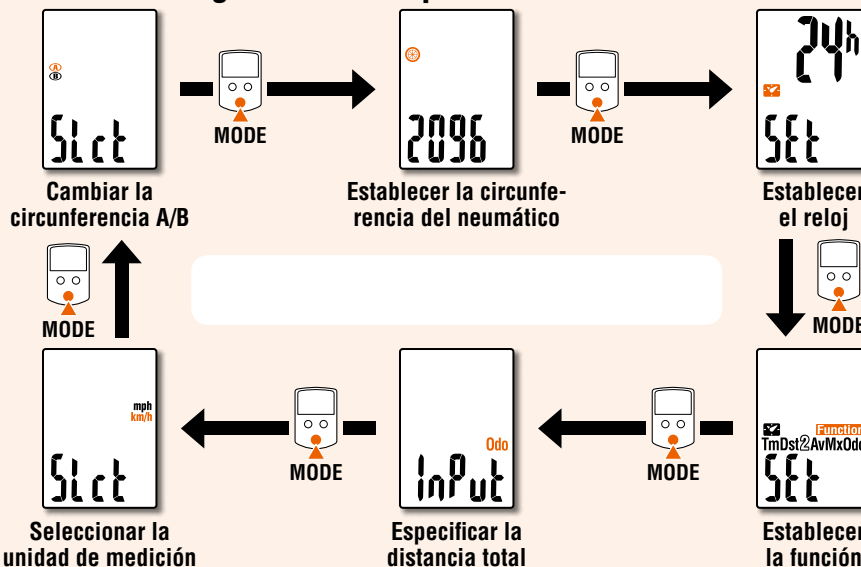 A
B
Slct
MODE
2096
MODE
24h
SEt
Cambiar la
circunferencia A/B
Establecer la circunfe-
rencia del neumático
Establecer
el reloj
MODE
MODE
mph
km/h
Slct
MODE
Odo
InPut
MODE
Function
TmDst2AvMxOdo
SEt
Seleccionar la
unidad de medición
Especificar la
distancia total
Establecer
la función